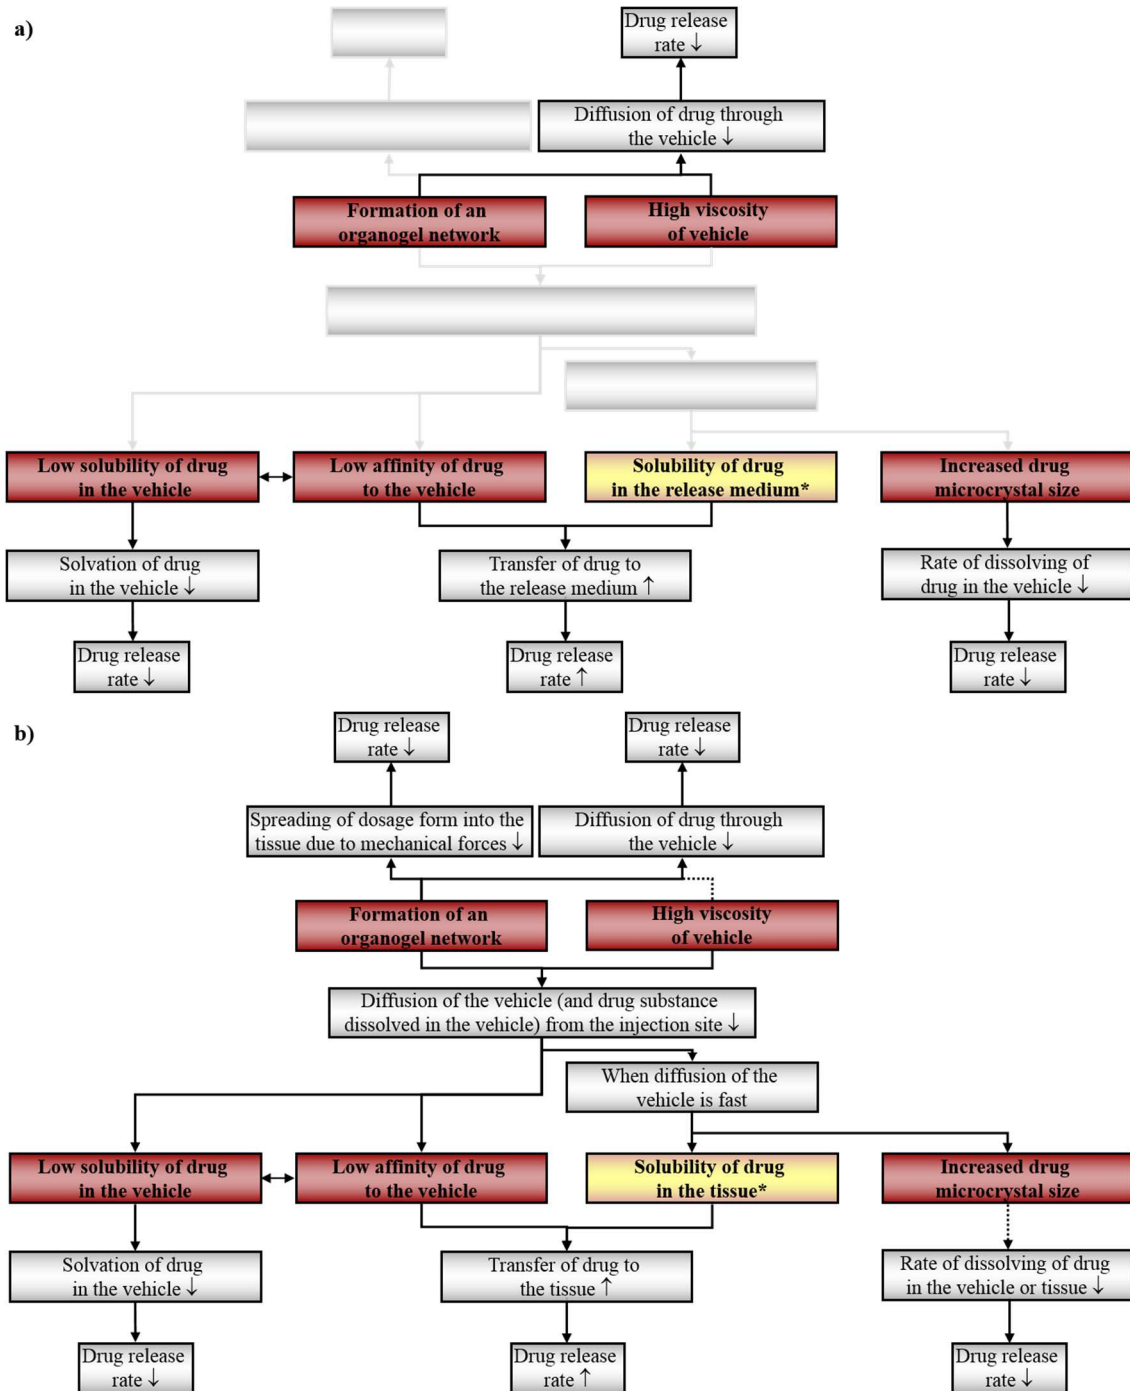 a)
Drug release
rate ↓
Diffusion of drug through
the vehicle ↓
Formation of an
organogel network
High viscosity
of vehicle
Low solubility of drug
in the vehicle
Low affinity of drug
to the vehicle
Solubility of drug
in the release medium*
Increased drug
microcrystal size
Solvation of drug
in the vehicle ↓
Transfer of drug to
the release medium ↑
Rate of dissolving of
drug in the vehicle ↓
Drug release
rate ↓
Drug release
rate ↑
Drug release
rate ↓
b)
Drug release
rate ↓
Drug release
rate ↓
Spreading of dosage form into the
tissue due to mechanical forces ↓
Diffusion of drug through
the vehicle ↓
Formation of an
organogel network
High viscosity
of vehicle
Diffusion of the vehicle (and drug substance
dissolved in the vehicle) from the injection site ↓
When diffusion of the
vehicle is fast
Low solubility of drug
in the vehicle
Low affinity of drug
to the vehicle
Solubility of drug
in the tissue*
Increased drug
microcrystal size
Solvation of drug
in the vehicle ↓
Transfer of drug to
the tissue ↑
Rate of dissolving of drug
in the vehicle or tissue ↓
Drug release
rate ↓
Drug release
rate ↑
Drug release
rate ↓